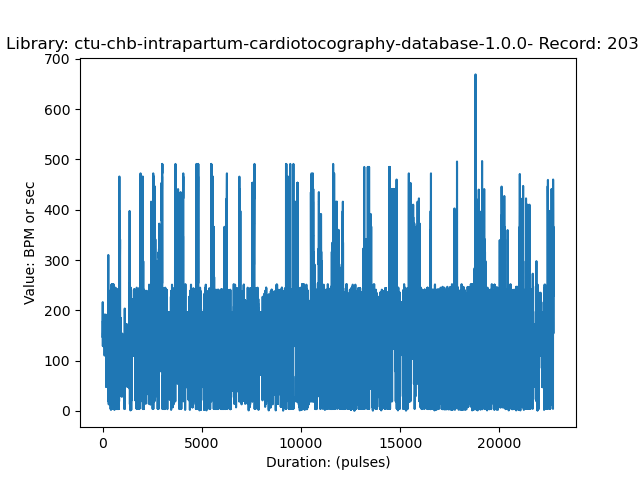 Library: ctu-chb-intrapartum-cardiotocography-database-1.0.0- Record: 203
700
600
500
400
300
200
100
0
Value: BPM or sec
0 5000 10000 15000 20000
Duration: (pulses)